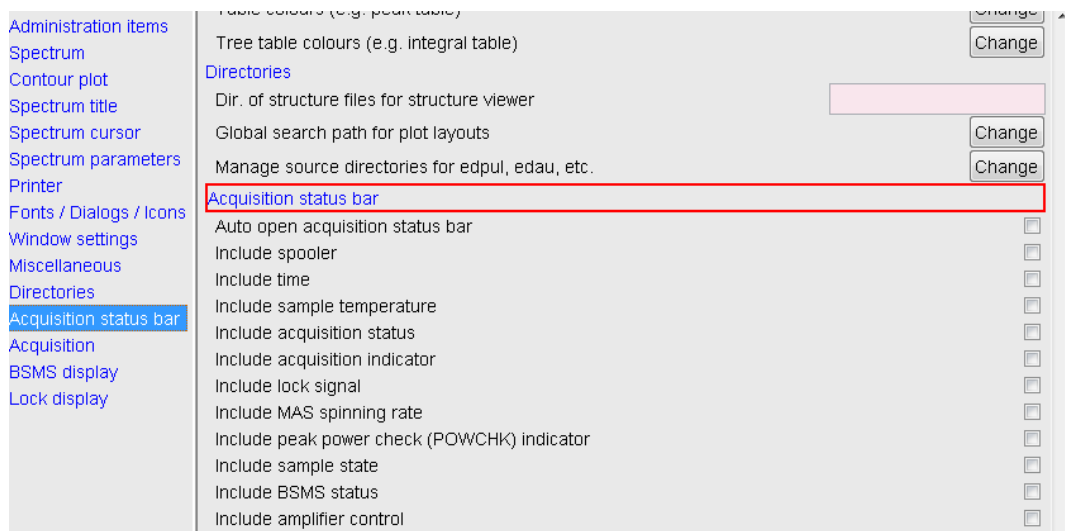 Administration items
Spectrum
Contour plot
Spectrum title
Spectrum cursor
Spectrum parameters
Printer
Fonts / Dialogs / Icons
Window settings
Miscellaneous
Directories
Acquisition status bar
Acquisition
BSMS display
Lock display
Table colours (e.g. peak table) Change
Tree table colours (e.g. integral table) Change
Directories
Dir. of structure files for structure viewer
Global search path for plot layouts Change
Manage source directories for edpul, edau, etc. Change
Acquisition status bar
Auto open acquisition status bar
Include spooler
Include time
Include sample temperature
Include acquisition status
Include acquisition indicator
Include lock signal
Include MAS spinning rate
Include peak power check (POWCHK) indicator
Include sample state
Include BSMS status
Include amplifier control